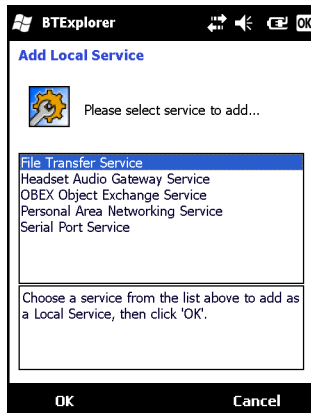 BTExplorer
OK
Add Local Service
Please select service to add...
File Transfer Service
Headset Audio Gateway Service
OBEX Object Exchange Service
Personal Area Networking Service
Serial Port Service
Choose a service from the list above to add as
a Local Service, then click 'OK'.
OK Cancel